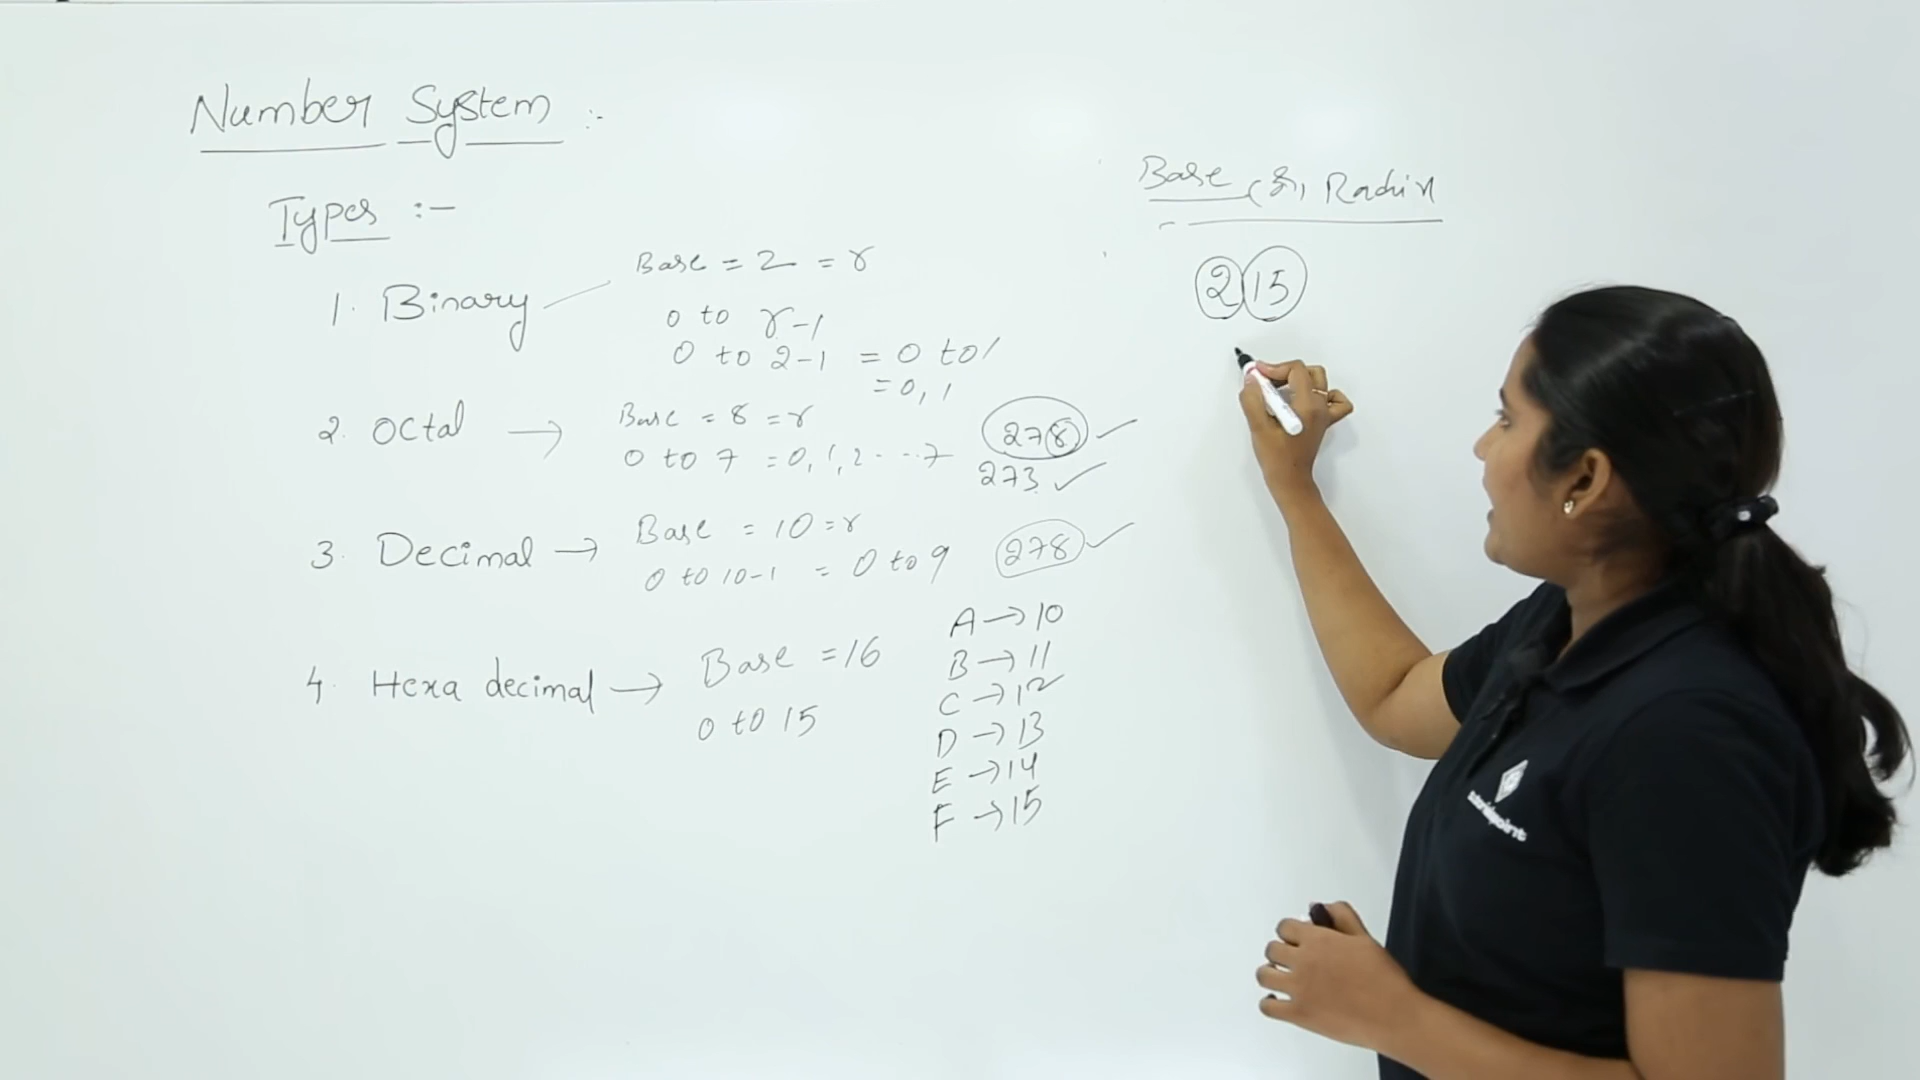 Number System :-
Types :-
1. Binary
Base = 2 = r
0 to r-1
0 to 2-1 = 0 to 1
= 0, 1
2. Octal →
Base = 8 = r
0 to 7 = 0, 1, 2 . . . 7
278 ✓
273 ✓
3. Decimal →
Base = 10 = r
0 to 10-1 = 0 to 9
278 ✓
4. Hexa decimal →
Base = 16
0 to 15
A → 10
B → 11
C → 12
D → 13
E → 14
F → 15
Base (or) Radix
2 15
tutorialspoint